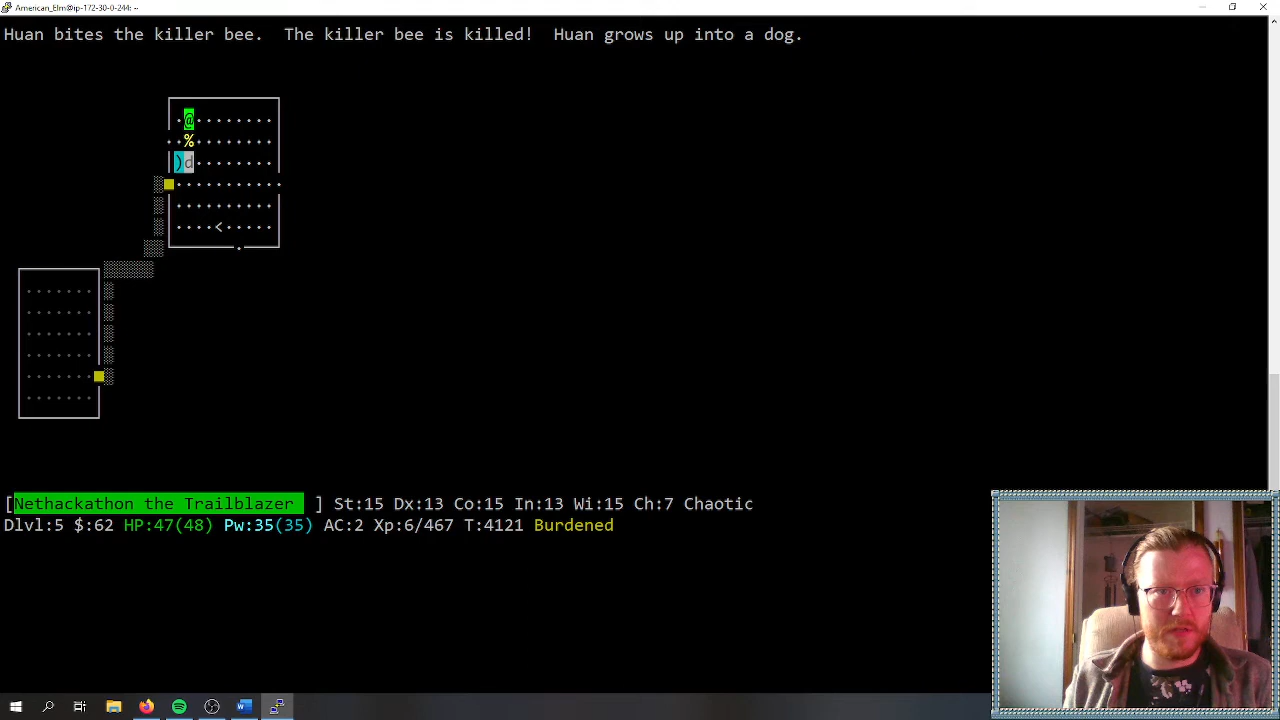 American_Elm@ip-172-30-0-244: ~
Huan bites the killer bee.  The killer bee is killed!  Huan grows up into a dog.
@
%
)d
<
[Nethackathon the Trailblazer ] St:15 Dx:13 Co:15 In:13 Wi:15 Ch:7 Chaotic
Dlvl:5 $:62 HP:47(48) Pw:35(35) AC:2 Xp:6/467 T:4121 Burdened